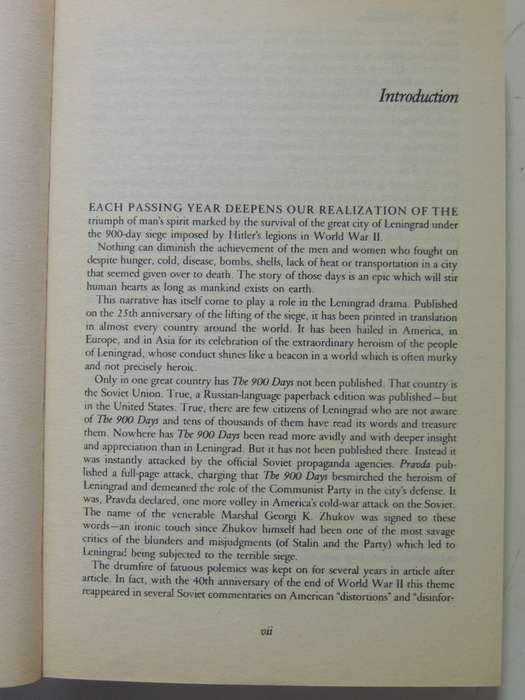 Introduction
EACH PASSING YEAR DEEPENS OUR REALIZATION OF THE
triumph of man's spirit marked by the survival of the great city of Leningrad under
the 900-day siege imposed by Hitler's legions in World War II.
Nothing can diminish the achievement of the men and women who fought on
despite hunger, cold, disease, bombs, shells, lack of heat or transportation in a city
that seemed given over to death. The story of those days is an epic which will stir
human hearts as long as mankind exists on earth.
This narrative has itself come to play a role in the Leningrad drama. Published
on the 25th anniversary of the lifting of the siege, it has been printed in translation
in almost every country around the world. It has been hailed in America, in
Europe, and in Asia for its celebration of the extraordinary heroism of the people
of Leningrad, whose conduct shines like a beacon in a world which is often murky
and not precisely heroic.
Only in one great country has The 900 Days not been published. That country is
the Soviet Union. True, a Russian-language paperback edition was published—but
in the United States. True, there are few citizens of Leningrad who are not aware
of The 900 Days and tens of thousands of them have read its words and treasure
them. Nowhere has The 900 Days been read more avidly and with deeper insight
and appreciation than in Leningrad. But it has not been published there. Instead it
was instantly attacked by the official Soviet propaganda agencies. Pravda pub-
lished a full-page attack, charging that The 900 Days besmirched the heroism of
Leningrad and demeaned the role of the Communist Party in the city's defense. It
was, Pravda declared, one more volley in America's cold-war attack on the Soviet.
The name of the venerable Marshal Georgi K. Zhukov was signed to these
words—an ironic touch since Zhukov himself had been one of the most savage
critics of the blunders and misjudgments (of Stalin and the Party) which led to
Leningrad being subjected to the terrible siege.
The drumfire of fatuous polemics was kept on for several years in article after
article. In fact, with the 40th anniversary of the end of World War II this theme
reappeared in several Soviet commentaries on American "distortions" and "disinfor-
vii